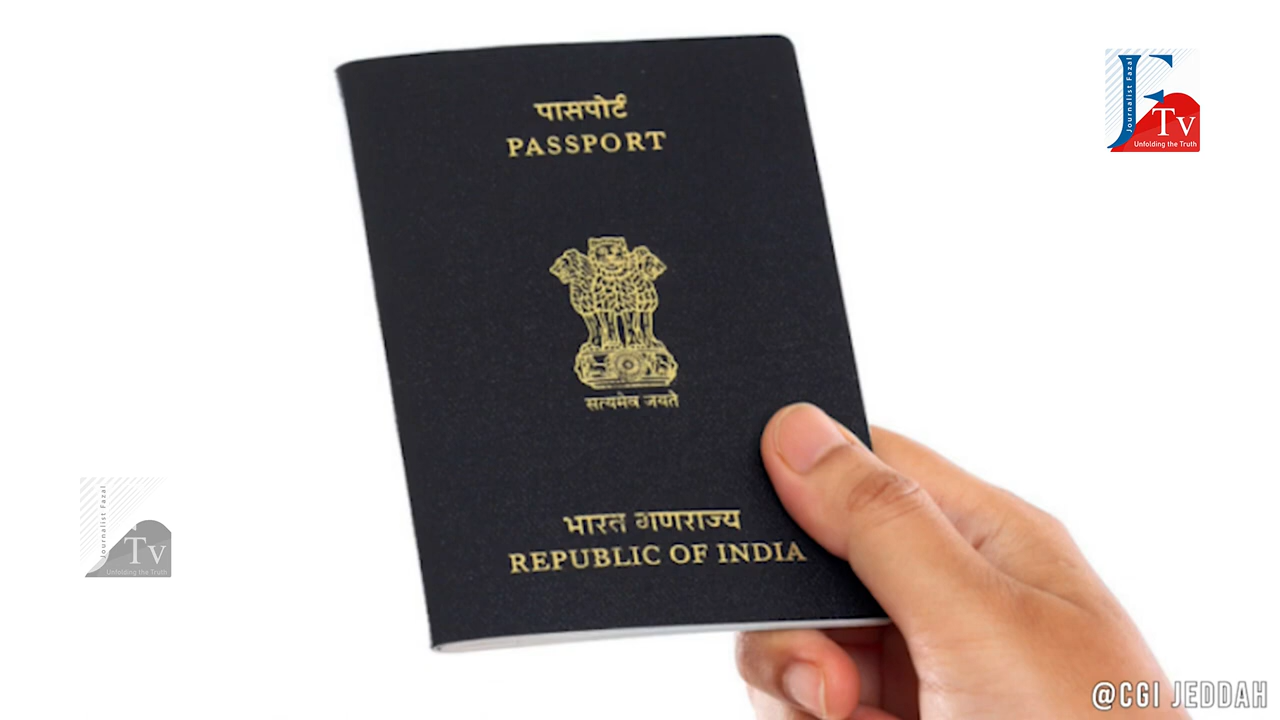 पासपोर्ट
PASSPORT
सत्यमेव जयते
भारत गणराज्य
REPUBLIC OF INDIA
Journalist Fazal
Tv
Unfolding the Truth
Journalist Fazal
Tv
Unfolding the Truth
@CGI JEDDAH